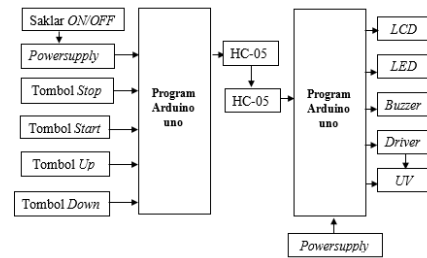 Saklar ON/OFF
Powersupply
Tombol Stop
Tombol Start
Tombol Up
Tombol Down
Program
Arduino
uno
HC-05
HC-05
Program
Arduino
uno
LCD
LED
Buzzer
Driver
UV
Powersupply